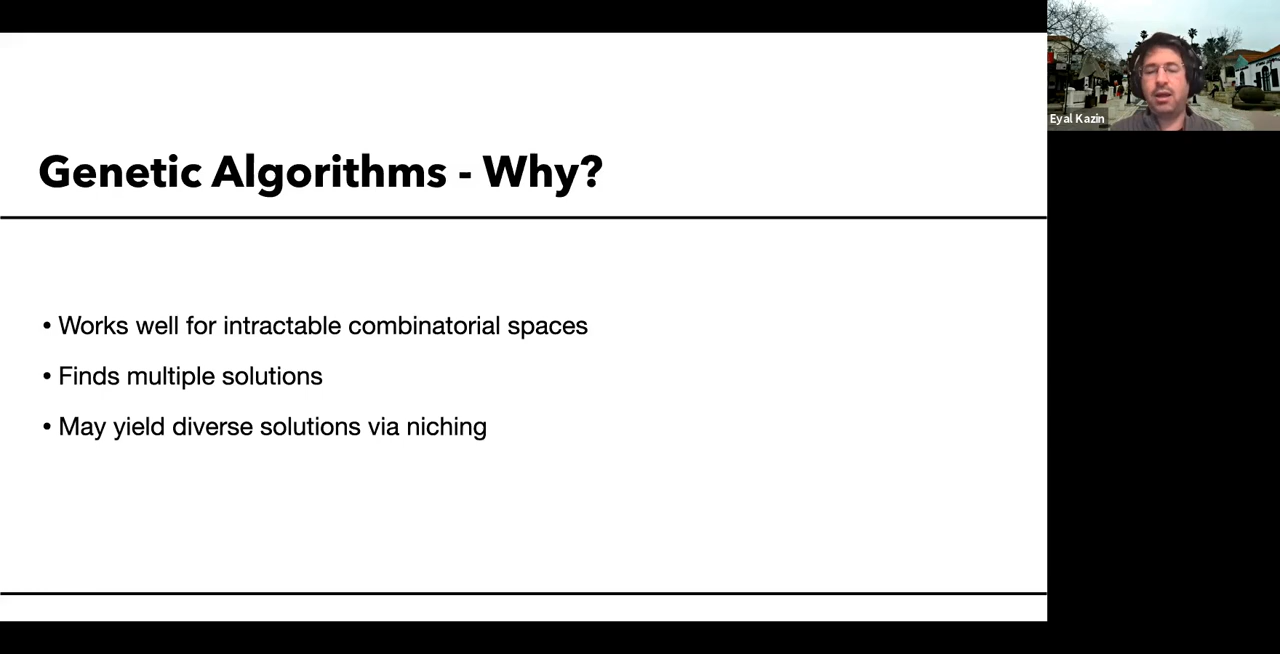 Genetic Algorithms - Why?
• Works well for intractable combinatorial spaces
• Finds multiple solutions
• May yield diverse solutions via niching
Eyal Kazin